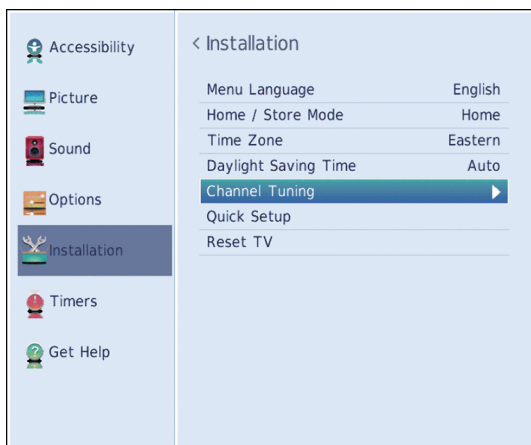 Accessibility
Picture
Sound
Options
Installation
Timers
Get Help
< Installation
Menu Language English
Home / Store Mode Home
Time Zone Eastern
Daylight Saving Time Auto
Channel Tuning
Quick Setup
Reset TV